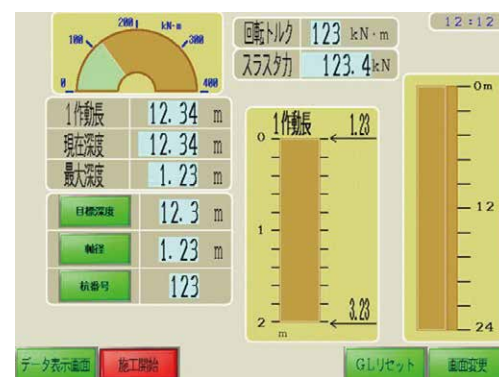 200 kN・m
100 300
0 400
回転トルク 123 kN・m
スラスタ力 123.4kN
12:12
1作動長 12.34 m
現在深度 12.34 m
最大深度 1.23 m
目標深度 12.3 m
軸径 1.23 m
杭番号 123
1作動長 1.23
0
1
2
3.23
m
0m
12
24
データ表示画面
施工開始
GLリセット
画面変更